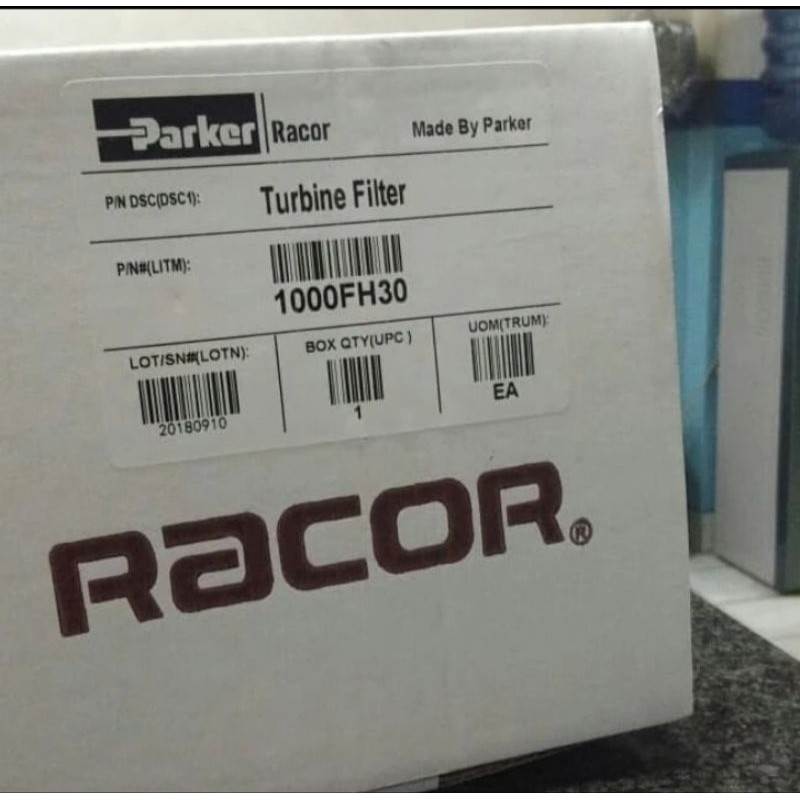 Parker Racor Made By Parker
P/N DSC(DSC1): Turbine Filter
P/N#(LITM):
1000FH30
LOT/SN#(LOTN): BOX QTY(UPC ) UOM(TRUM):
20180910 1 EA
RACOR®